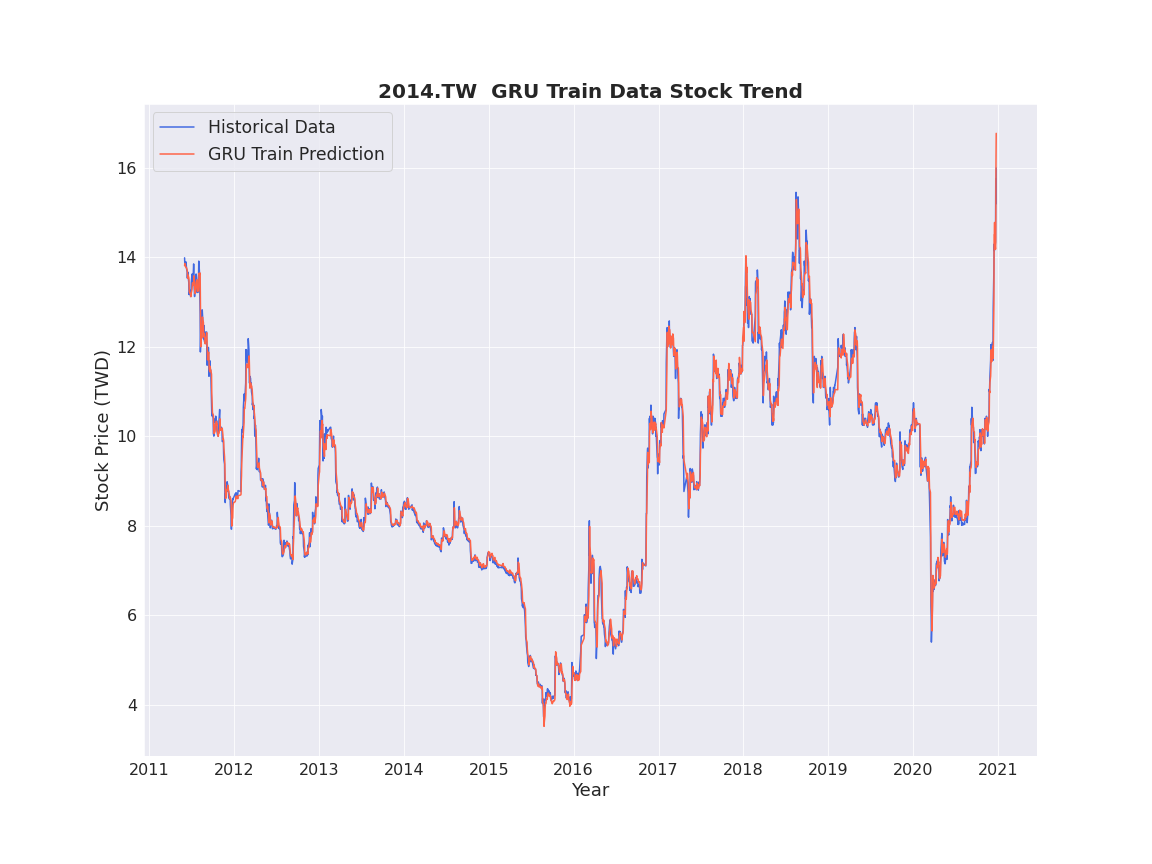 2014.TW  GRU Train Data Stock Trend
Historical Data
GRU Train Prediction
Stock Price (TWD)
16
14
12
10
8
6
4
2011 2012 2013 2014 2015 2016 2017 2018 2019 2020 2021
Year